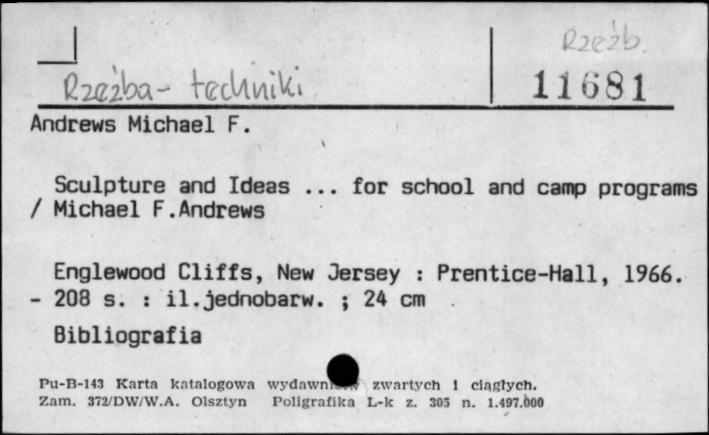 Rzeźb.
Rzeźba - techniki
11681
Andrews Michael F.
Sculpture and Ideas ... for school and camp programs
/ Michael F.Andrews
Englewood Cliffs, New Jersey : Prentice-Hall, 1966.
- 208 s. : il.jednobarw. ; 24 cm
Bibliografia
Pu-B-143 Karta katalogowa zwartych i ciągłych.
Zam. 372/DW/W.A. Olsztyn Poligrafika L-k z. 305 n. 1.497.000